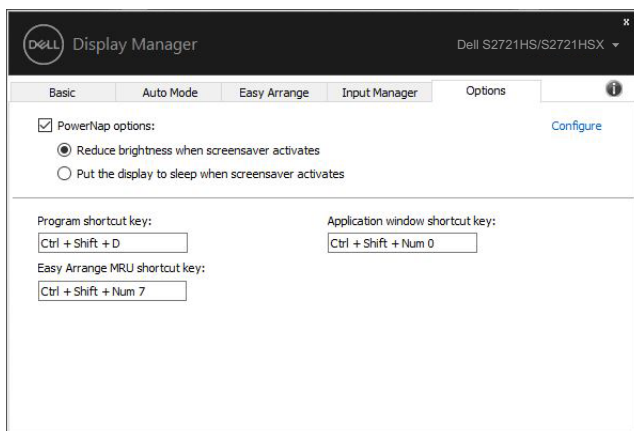 DELL Display Manager
Dell S2721HS/S2721HSX
x
Basic Auto Mode Easy Arrange Input Manager Options
PowerNap options:
Configure
Reduce brightness when screensaver activates
Put the display to sleep when screensaver activates
Program shortcut key:
Application window shortcut key:
Ctrl + Shift + D
Ctrl + Shift + Num 0
Easy Arrange MRU shortcut key:
Ctrl + Shift + Num 7